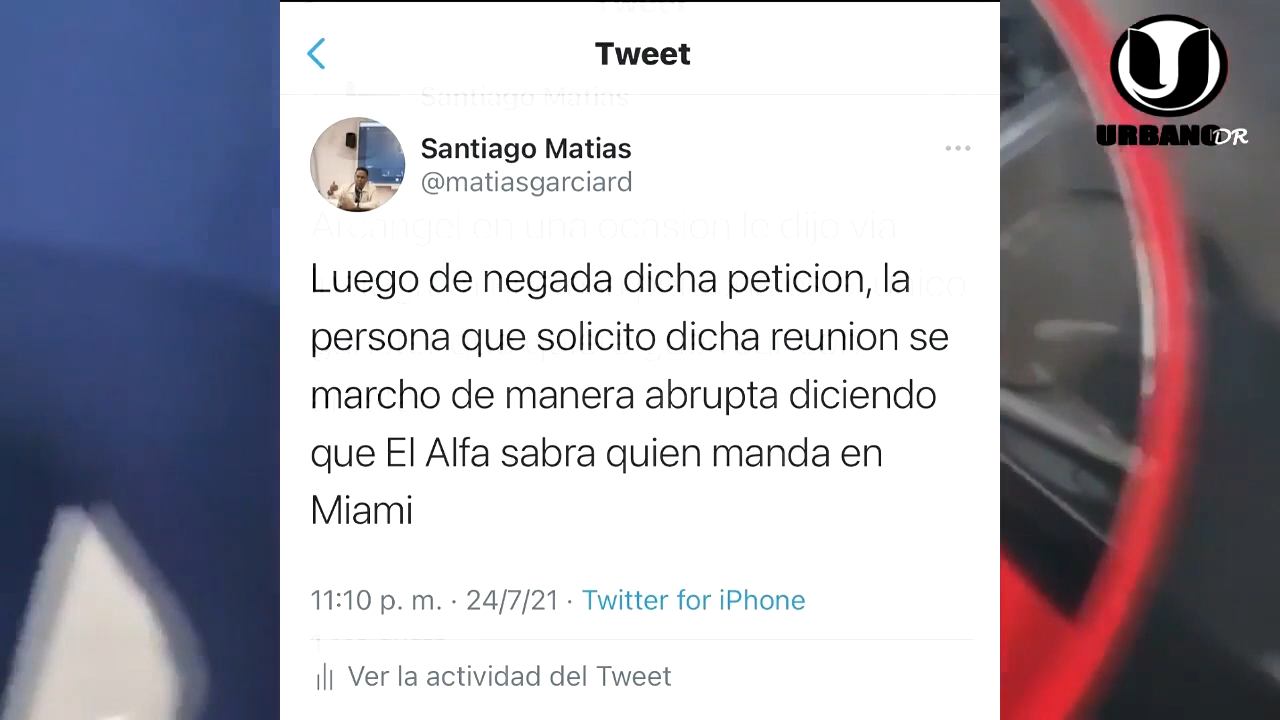 Tweet
Santiago Matias
@matiasgarciard
Luego de negada dicha peticion, la
persona que solicito dicha reunion se
marcho de manera abrupta diciendo
que El Alfa sabra quien manda en
Miami
11:10 p. m. · 24/7/21 · Twitter for iPhone
Ver la actividad del Tweet
URBANO DR